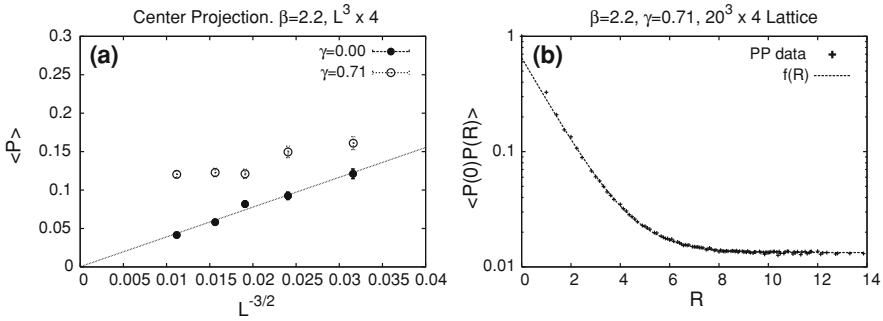 Center Projection. β=2.2, L³ x 4
(a)
γ=0.00
γ=0.71
<P>
0.3
0.25
0.2
0.15
0.1
0.05
0
0 0.005 0.01 0.015 0.02 0.025 0.03 0.035 0.04
L⁻³/²
β=2.2, γ=0.71, 20³ x 4 Lattice
(b)
PP data
f(R)
<P(0)P(R)>
1
0.1
0.01
0 2 4 6 8 10 12 14
R